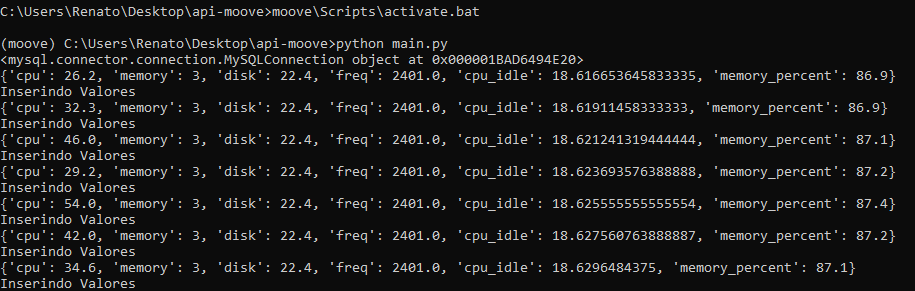 C:\Users\Renato\Desktop\api-moove>moove\Scripts\activate.bat
(moove) C:\Users\Renato\Desktop\api-moove>python main.py
<mysql.connector.connection.MySQLConnection object at 0x000001BAD6494E20>
{'cpu': 26.2, 'memory': 3, 'disk': 22.4, 'freq': 2401.0, 'cpu_idle': 18.616653645833335, 'memory_percent': 86.9}
Inserindo Valores
{'cpu': 32.3, 'memory': 3, 'disk': 22.4, 'freq': 2401.0, 'cpu_idle': 18.61911458333333, 'memory_percent': 86.9}
Inserindo Valores
{'cpu': 46.0, 'memory': 3, 'disk': 22.4, 'freq': 2401.0, 'cpu_idle': 18.621241319444444, 'memory_percent': 87.1}
Inserindo Valores
{'cpu': 29.2, 'memory': 3, 'disk': 22.4, 'freq': 2401.0, 'cpu_idle': 18.623693576388888, 'memory_percent': 87.2}
Inserindo Valores
{'cpu': 54.0, 'memory': 3, 'disk': 22.4, 'freq': 2401.0, 'cpu_idle': 18.625555555555554, 'memory_percent': 87.4}
Inserindo Valores
{'cpu': 42.0, 'memory': 3, 'disk': 22.4, 'freq': 2401.0, 'cpu_idle': 18.627560763888887, 'memory_percent': 87.2}
Inserindo Valores
{'cpu': 34.6, 'memory': 3, 'disk': 22.4, 'freq': 2401.0, 'cpu_idle': 18.6296484375, 'memory_percent': 87.1}
Inserindo Valores